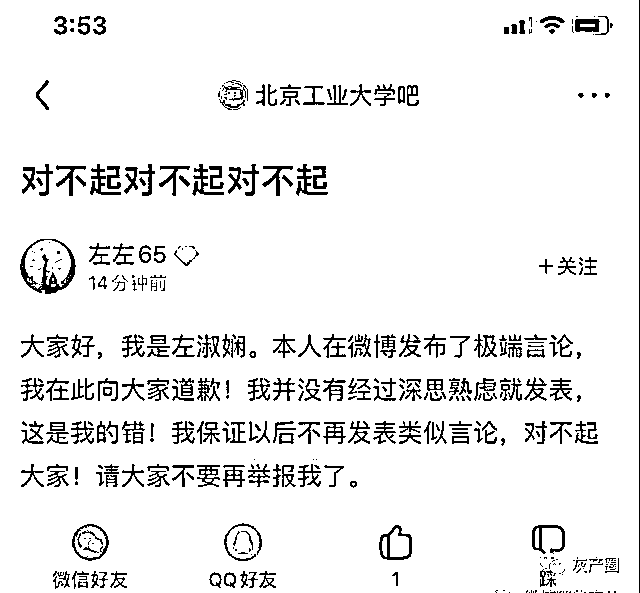 3:53
北京工业大学吧
对不起对不起对不起
左左65
14分钟前
+关注
大家好，我是左淑娴。本人在微博发布了极端言论，
我在此向大家道歉！我并没有经过深思熟虑就发表，
这是我的错！我保证以后不再发表类似言论，对不起
大家！请大家不要再举报我了。
微信好友 QQ好友 1 踩
灰产圈